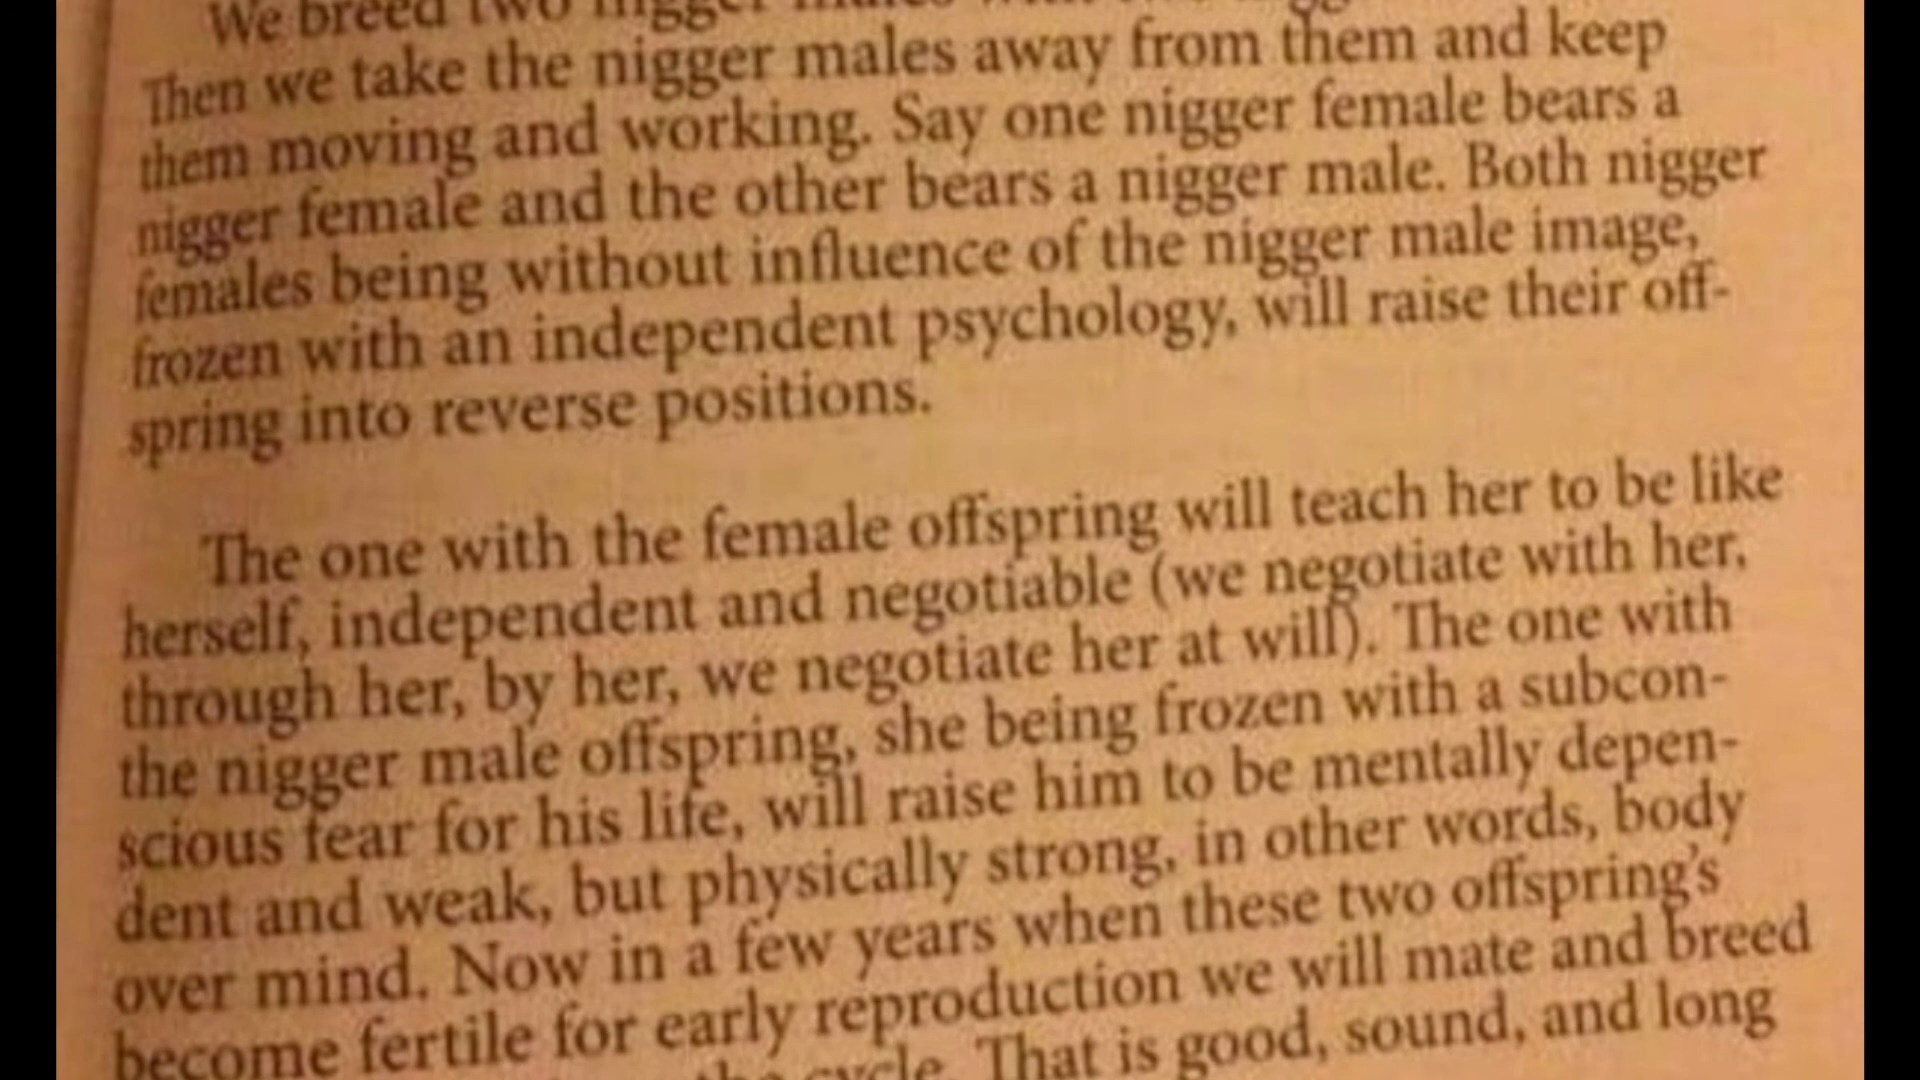 We breed two nigger males with
Then we take the nigger males away from them and keep
them moving and working. Say one nigger female bears a
nigger female and the other bears a nigger male. Both nigger
females being without influence of the nigger male image,
frozen with an independent psychology, will raise their off-
spring into reverse positions.
The one with the female offspring will teach her to be like
herself, independent and negotiable (we negotiate with her,
through her, by her, we negotiate her at will). The one with
the nigger male offspring, she being frozen with a subcon-
scious fear for his life, will raise him to be mentally depen-
dent and weak, but physically strong, in other words, body
over mind. Now in a few years when these two offspring's
become fertile for early reproduction we will mate and breed
the cycle. That is good, sound, and long